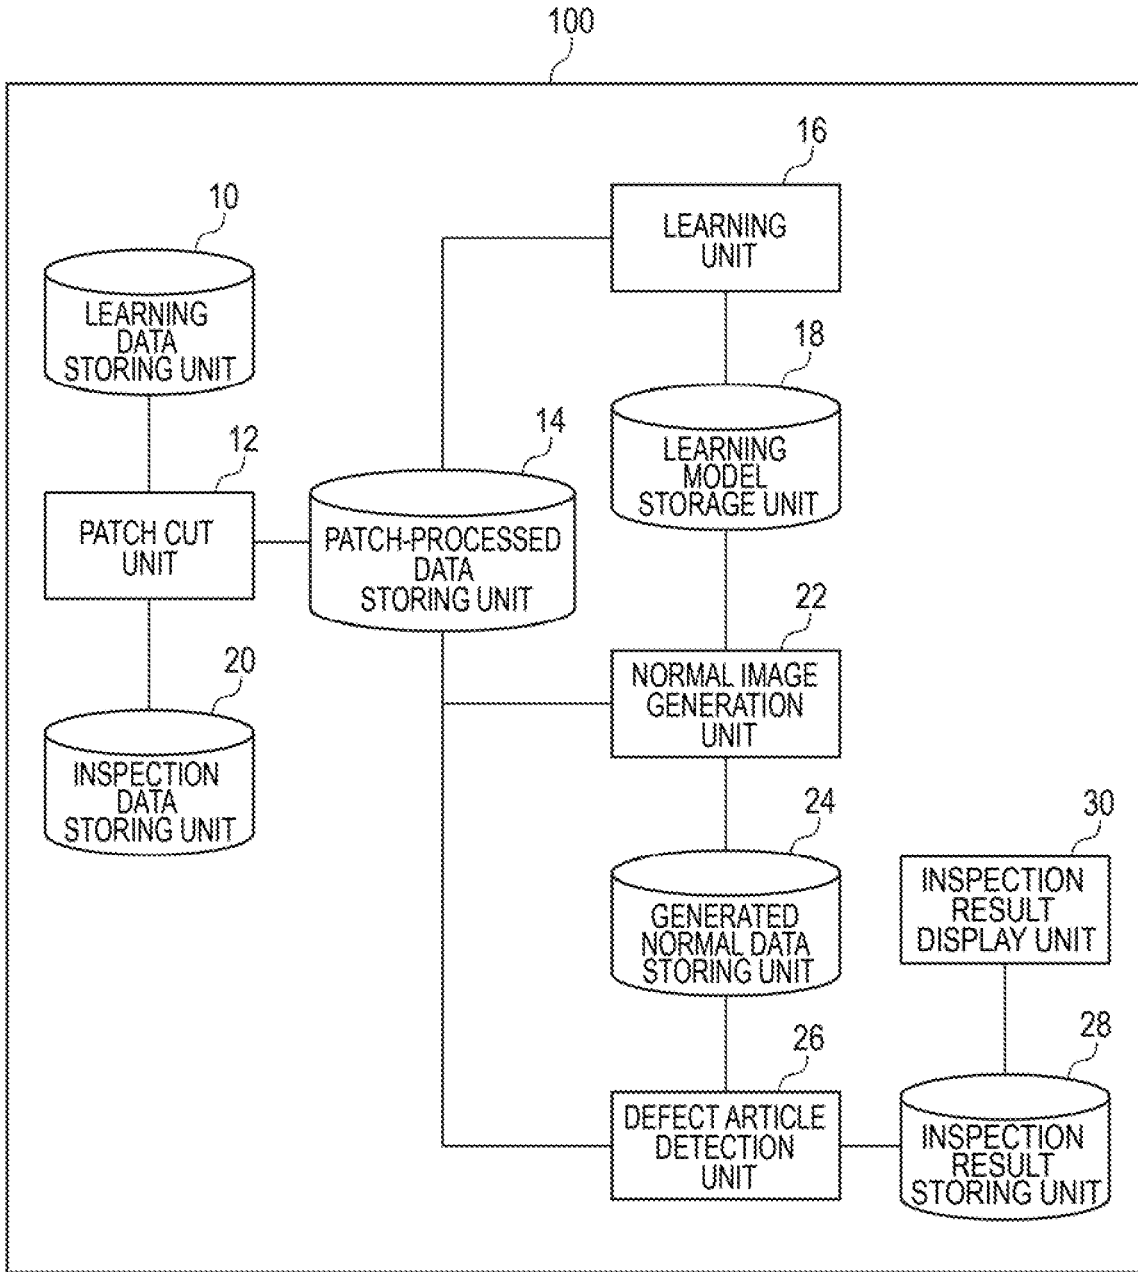 100
16
LEARNING
UNIT
10
LEARNING
DATA
STORING UNIT
18
LEARNING
MODEL
STORAGE UNIT
12
PATCH CUT
UNIT
14
PATCH-PROCESSED
DATA
STORING UNIT
22
NORMAL IMAGE
GENERATION
UNIT
20
INSPECTION
DATA
STORING UNIT
24
GENERATED
NORMAL DATA
STORING UNIT
30
INSPECTION
RESULT
DISPLAY UNIT
26
DEFECT ARTICLE
DETECTION
UNIT
28
INSPECTION
RESULT
STORING UNIT